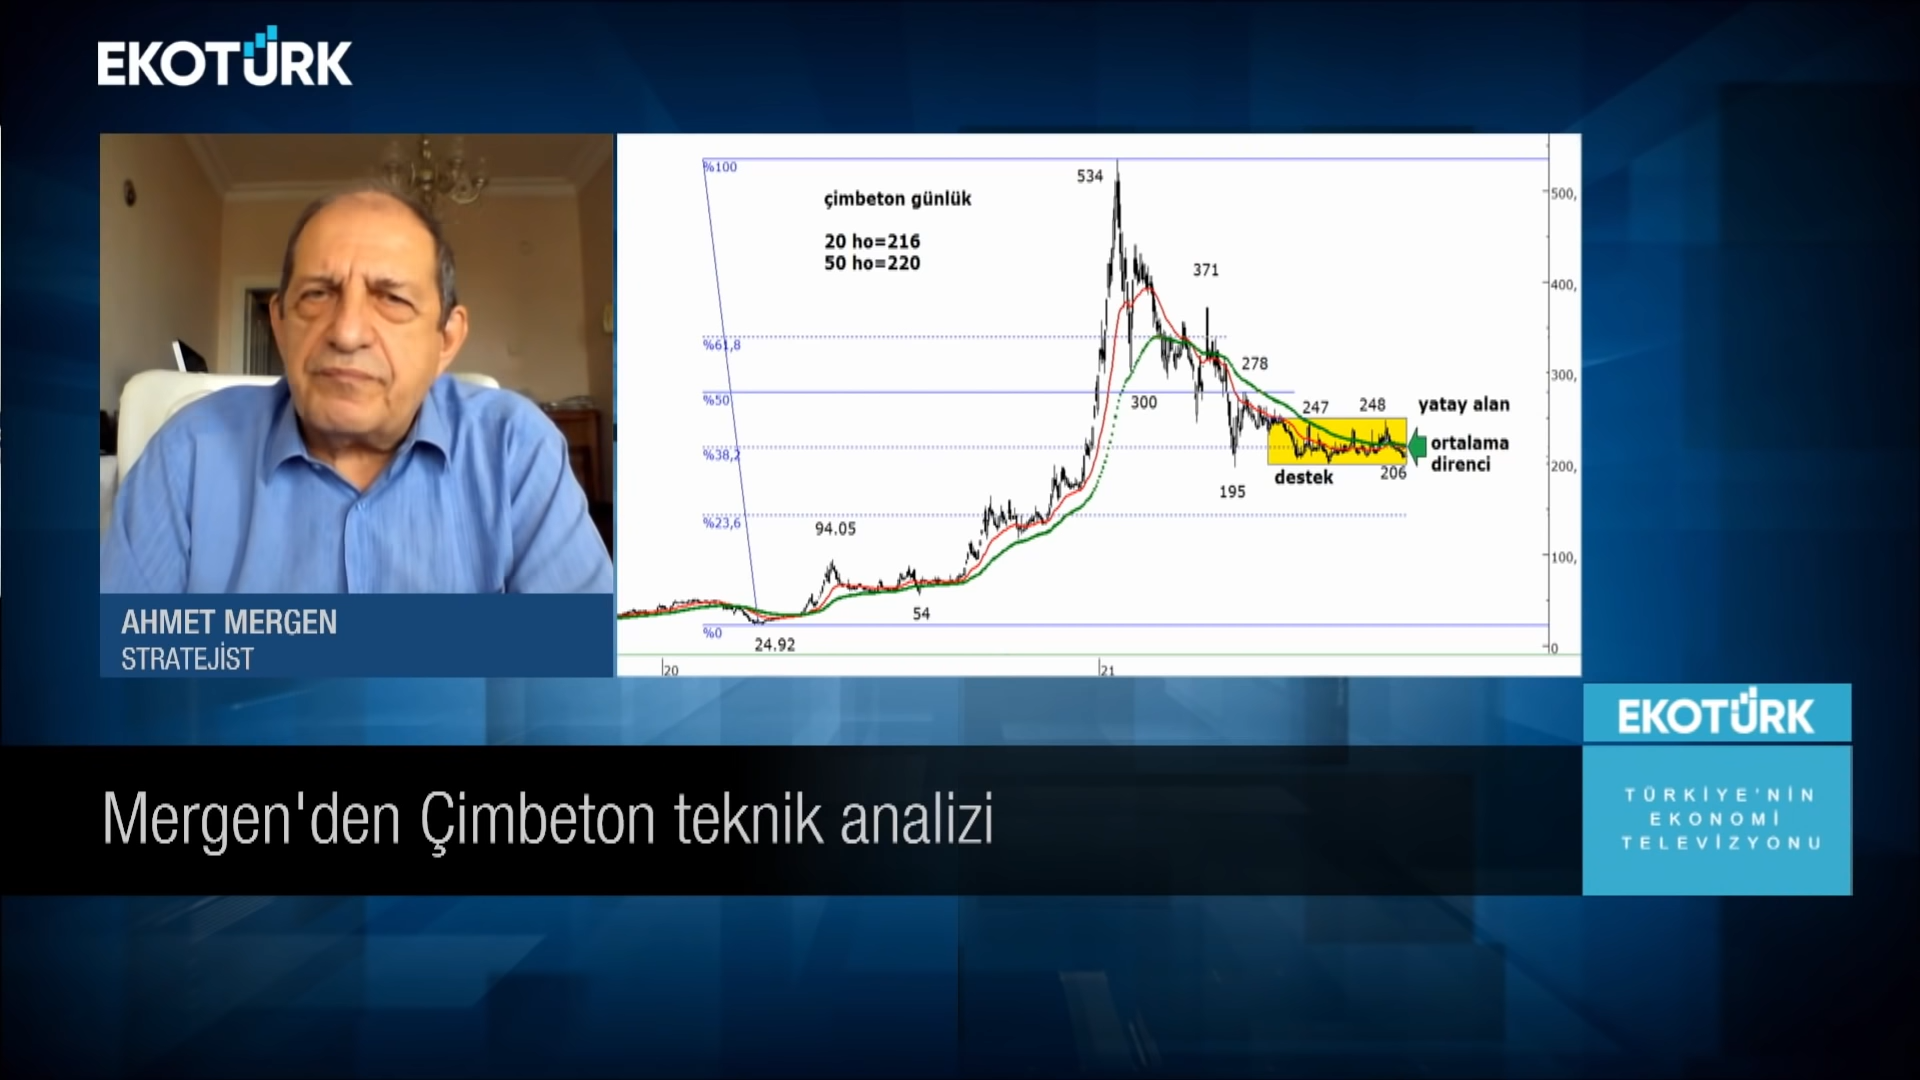 EKOTÜRK
%100
534
500,
çimbeton günlük
20 ho=216
50 ho=220
371
400,
%61,8
278
300,
%50
300
247
248
yatay alan
%38,2
ortalama
direnci
200,
destek
206
195
%23,6
94.05
100,
54
%0
24.92
0
20
21
AHMET MERGEN
STRATEJİST
EKOTÜRK
TÜRKİYE'NİN
EKONOMİ
TELEVİZYONU
Mergen'den Çimbeton teknik analizi